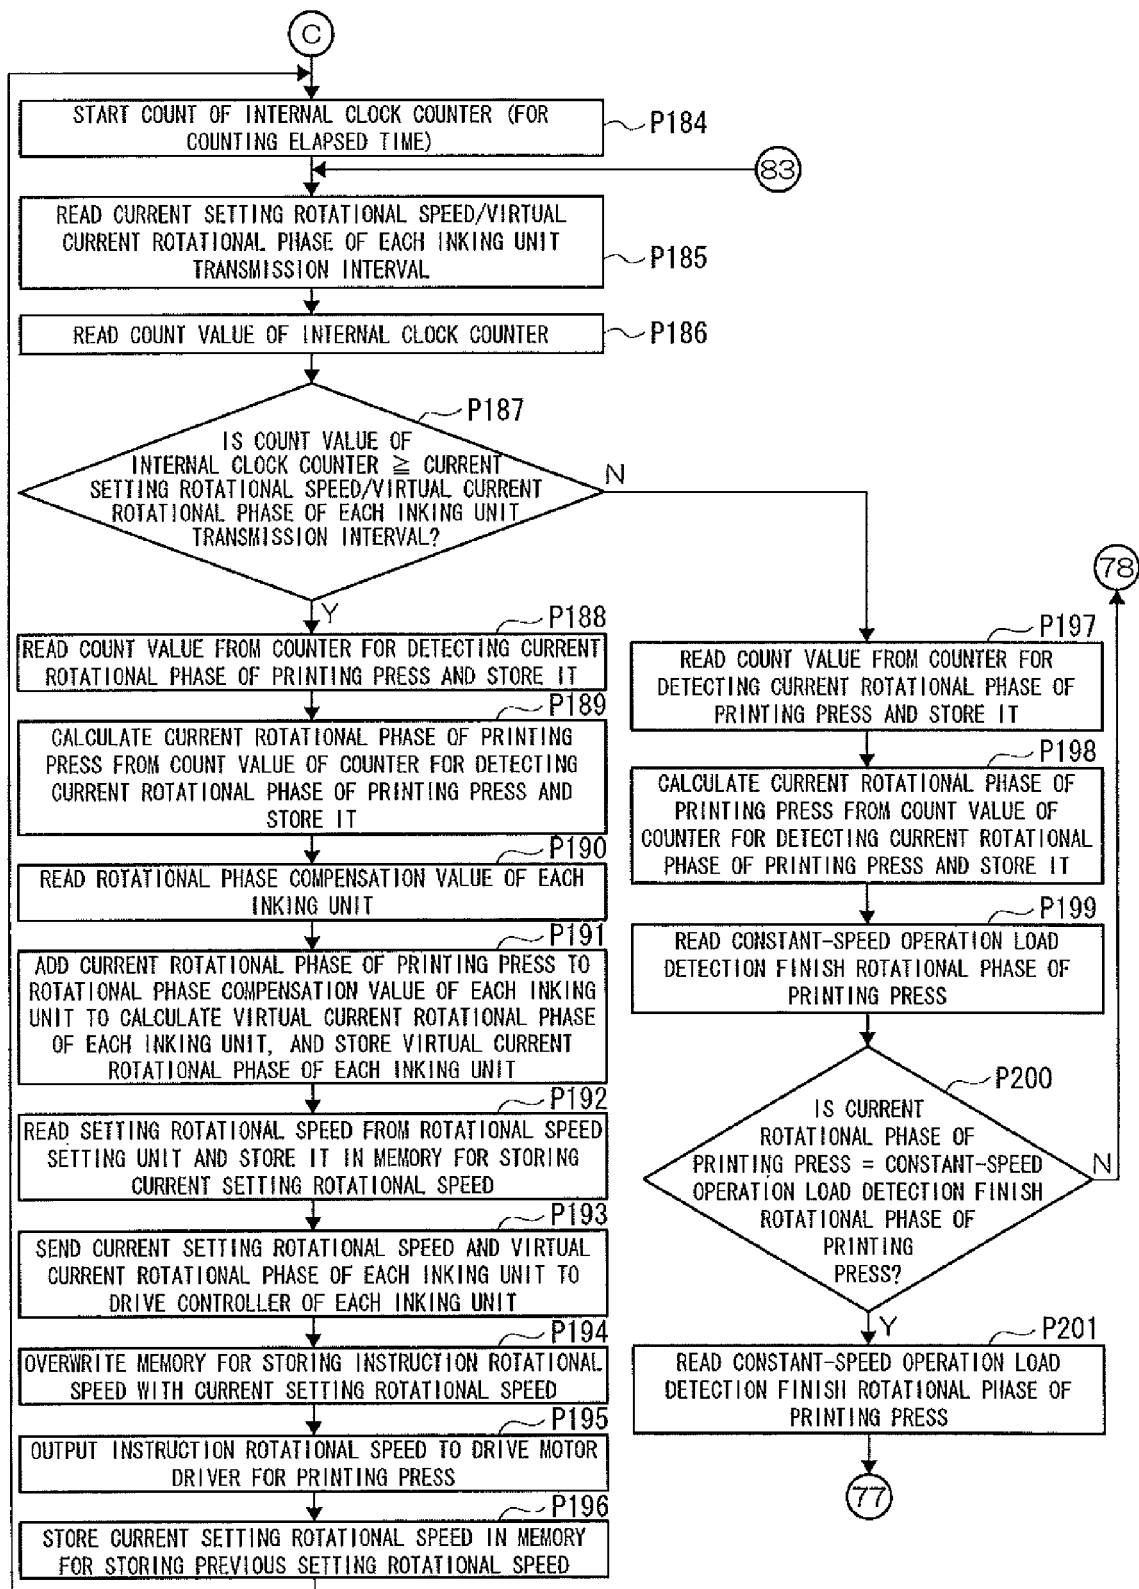 C
START COUNT OF INTERNAL CLOCK COUNTER (FOR
COUNTING ELAPSED TIME)
P184
83
READ CURRENT SETTING ROTATIONAL SPEED/VIRTUAL
CURRENT ROTATIONAL PHASE OF EACH INKING UNIT
TRANSMISSION INTERVAL
P185
READ COUNT VALUE OF INTERNAL CLOCK COUNTER
P186
P187
IS COUNT VALUE OF
INTERNAL CLOCK COUNTER ≧ CURRENT
SETTING ROTATIONAL SPEED/VIRTUAL CURRENT
ROTATIONAL PHASE OF EACH INKING UNIT
TRANSMISSION INTERVAL?
N
Y
P188
READ COUNT VALUE FROM COUNTER FOR DETECTING CURRENT
ROTATIONAL PHASE OF PRINTING PRESS AND STORE IT
P189
CALCULATE CURRENT ROTATIONAL PHASE OF PRINTING
PRESS FROM COUNT VALUE OF COUNTER FOR DETECTING
CURRENT ROTATIONAL PHASE OF PRINTING PRESS AND
STORE IT
P190
READ ROTATIONAL PHASE COMPENSATION VALUE OF EACH
INKING UNIT
P191
ADD CURRENT ROTATIONAL PHASE OF PRINTING PRESS TO
ROTATIONAL PHASE COMPENSATION VALUE OF EACH INKING
UNIT TO CALCULATE VIRTUAL CURRENT ROTATIONAL PHASE
OF EACH INKING UNIT, AND STORE VIRTUAL CURRENT
ROTATIONAL PHASE OF EACH INKING UNIT
P192
READ SETTING ROTATIONAL SPEED FROM ROTATIONAL SPEED
SETTING UNIT AND STORE IT IN MEMORY FOR STORING
CURRENT SETTING ROTATIONAL SPEED
P193
SEND CURRENT SETTING ROTATIONAL SPEED AND VIRTUAL
CURRENT ROTATIONAL PHASE OF EACH INKING UNIT TO
DRIVE CONTROLLER OF EACH INKING UNIT
P194
OVERWRITE MEMORY FOR STORING INSTRUCTION ROTATIONAL
SPEED WITH CURRENT SETTING ROTATIONAL SPEED
P195
OUTPUT INSTRUCTION ROTATIONAL SPEED TO DRIVE MOTOR
DRIVER FOR PRINTING PRESS
P196
STORE CURRENT SETTING ROTATIONAL SPEED IN MEMORY
FOR STORING PREVIOUS SETTING ROTATIONAL SPEED
78
P197
READ COUNT VALUE FROM COUNTER FOR
DETECTING CURRENT ROTATIONAL PHASE OF
PRINTING PRESS AND STORE IT
P198
CALCULATE CURRENT ROTATIONAL PHASE OF
PRINTING PRESS FROM COUNT VALUE OF
COUNTER FOR DETECTING CURRENT ROTATIONAL
PHASE OF PRINTING PRESS AND STORE IT
P199
READ CONSTANT-SPEED OPERATION LOAD
DETECTION FINISH ROTATIONAL PHASE OF
PRINTING PRESS
P200
IS CURRENT
ROTATIONAL PHASE OF
PRINTING PRESS = CONSTANT-SPEED
OPERATION LOAD DETECTION FINISH
ROTATIONAL PHASE OF
PRINTING
PRESS?
N
Y
P201
READ CONSTANT-SPEED OPERATION LOAD
DETECTION FINISH ROTATIONAL PHASE OF
PRINTING PRESS
77